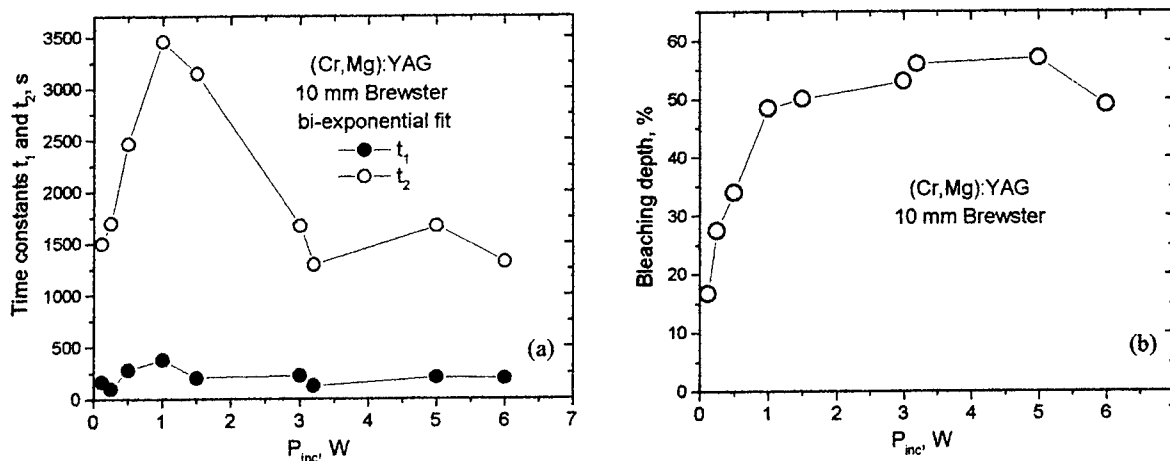 Time constants t1 and t2, s
3500
3000
2500
2000
1500
1000
500
250
0
(Cr,Mg):YAG
10 mm Brewster
bi-exponential fit
t1
t2
(a)
0 1 2 3 4 5 6 7
Pinc, W
Bleaching depth, %
60
50
40
30
20
10
0
(Cr,Mg):YAG
10 mm Brewster
(b)
0 1 2 3 4 5 6 7
Pinc, W